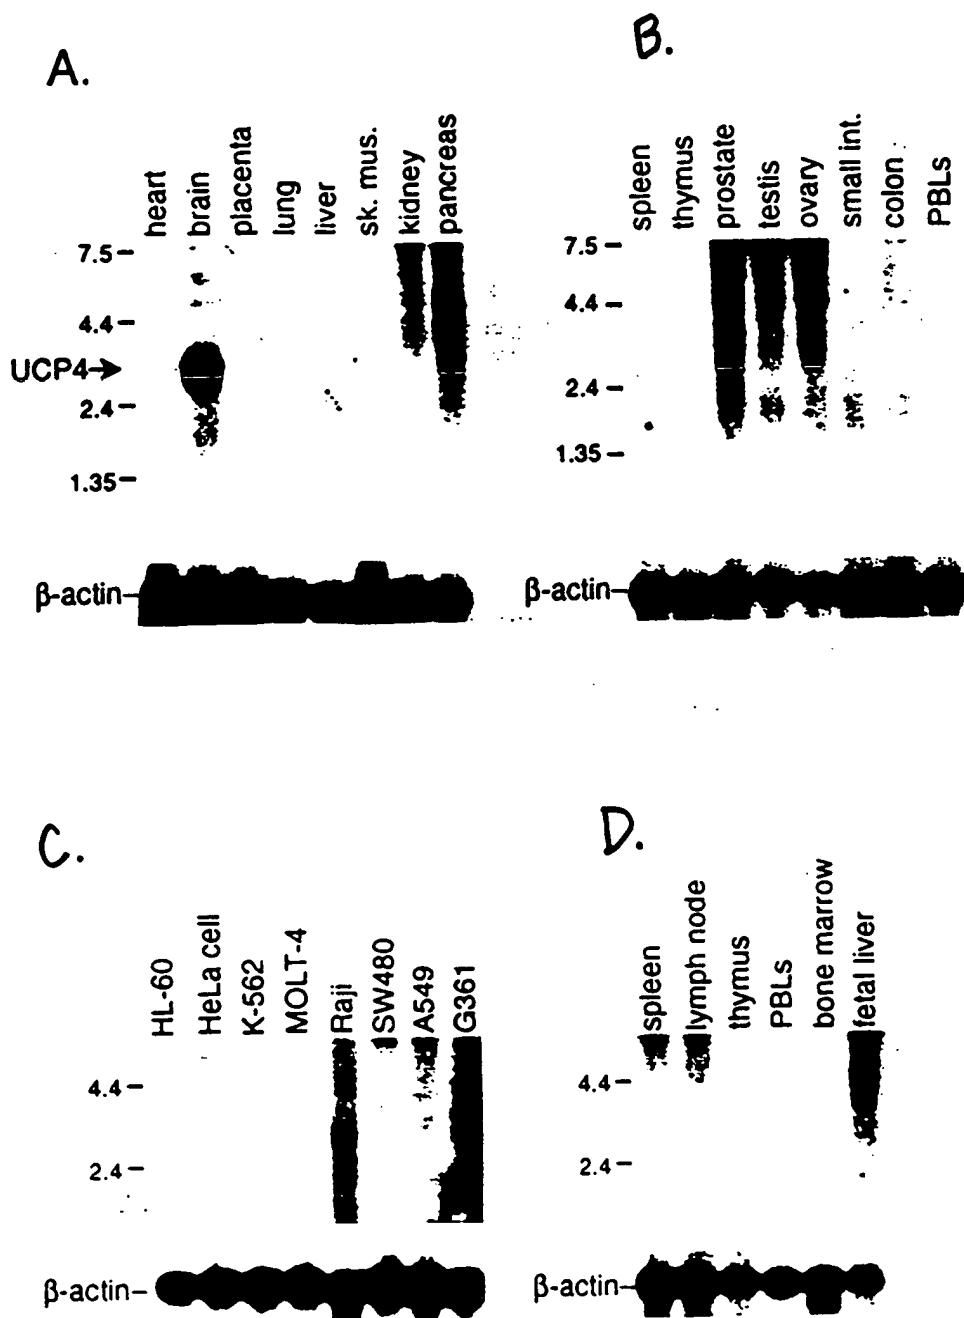 A.
heart
brain
placenta
lung
liver
sk. mus.
kidney
pancreas
7.5
4.4
UCP4
2.4
1.35
β-actin
B.
spleen
thymus
prostate
testis
ovary
small int.
colon
PBLs
7.5
4.4
2.4
1.35
β-actin
C.
HL-60
HeLa cell
K-562
MOLT-4
Raji
SW480
A549
G361
4.4
2.4
β-actin
D.
spleen
lymph node
thymus
PBLs
bone marrow
fetal liver
4.4
2.4
β-actin